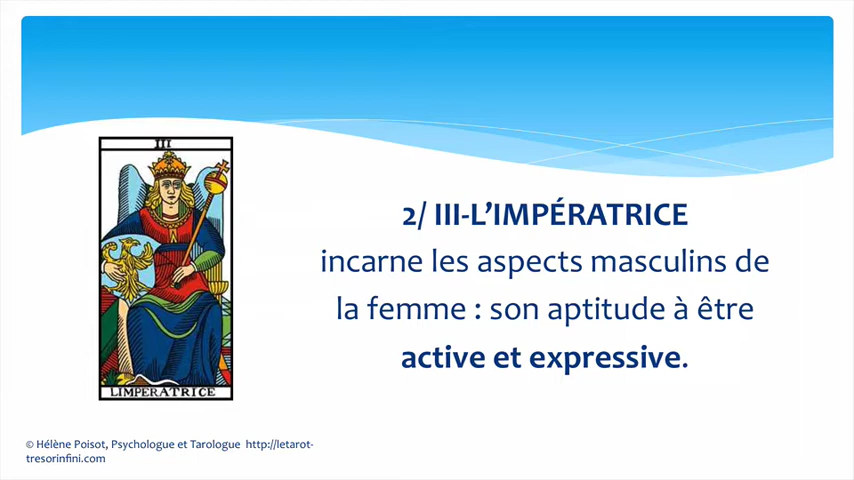 III
LIMPERATRICE
2/ III-L’IMPÉRATRICE
incarne les aspects masculins de
la femme : son aptitude à être
active et expressive.
© Hélène Poisot, Psychologue et Tarologue http://letarot-
tresorinfini.com